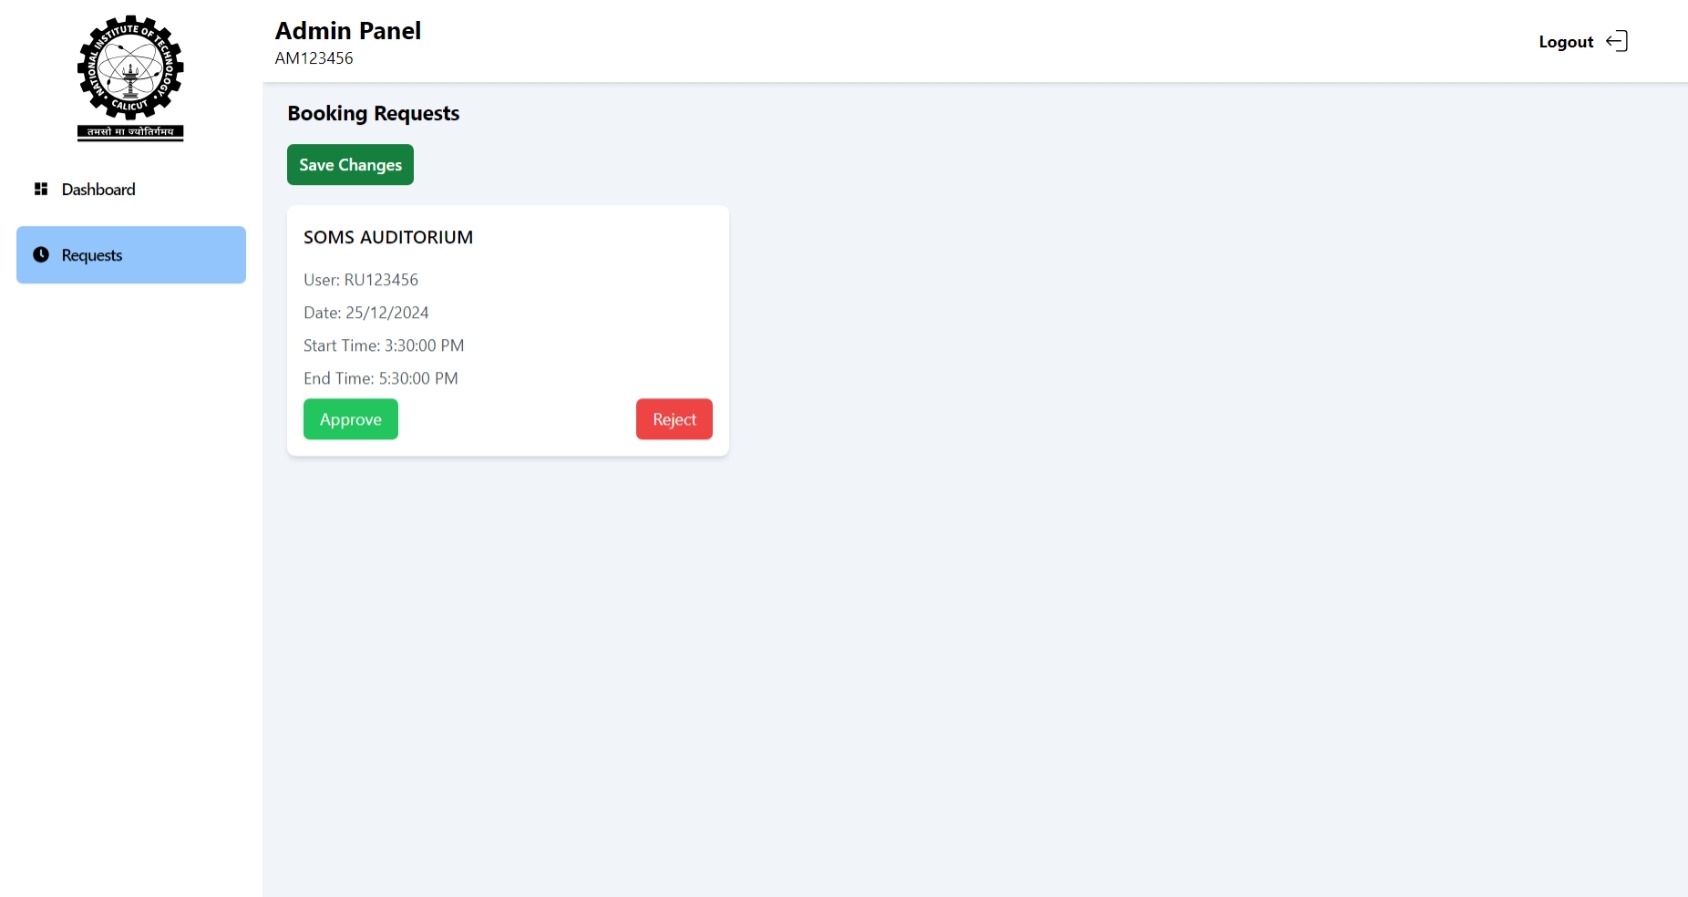 NATIONAL INSTITUTE OF TECHNOLOGY
CALICUT
तमसो मा ज्योतिर्गमय
Dashboard
Requests
Admin Panel
AM123456
Logout
Booking Requests
Save Changes
SOMS AUDITORIUM
User: RU123456
Date: 25/12/2024
Start Time: 3:30:00 PM
End Time: 5:30:00 PM
Approve
Reject